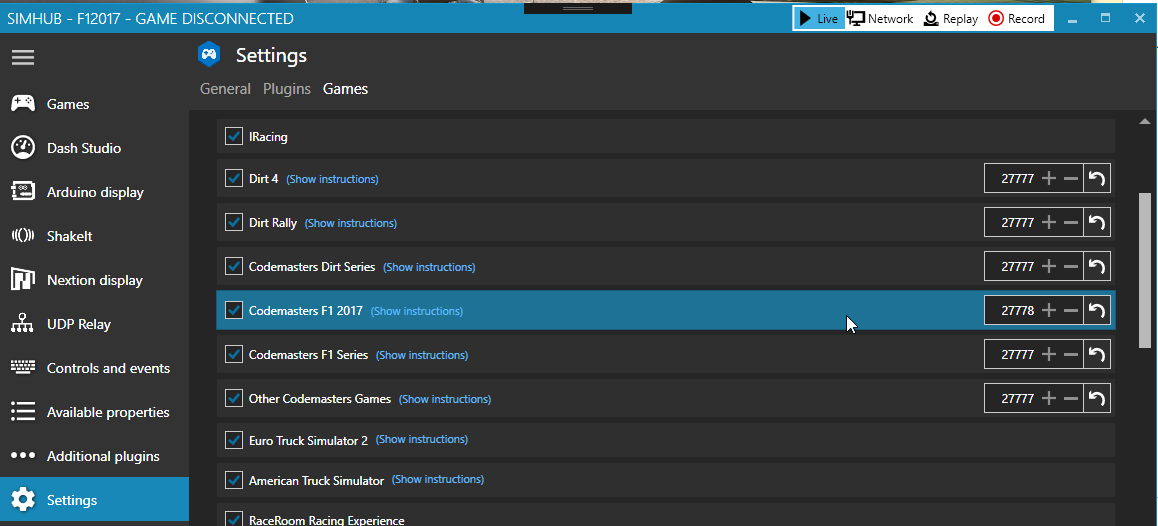 SIMHUB - F12017 - GAME DISCONNECTED
Live Network Replay Record
Settings
General Plugins Games
Games
Dash Studio
Arduino display
ShakeIt
Nextion display
UDP Relay
Controls and events
Available properties
Additional plugins
Settings
IRacing
Dirt 4 (Show instructions) 27777
Dirt Rally (Show instructions) 27777
Codemasters Dirt Series (Show instructions) 27777
Codemasters F1 2017 (Show instructions) 27778
Codemasters F1 Series (Show instructions) 27777
Other Codemasters Games (Show instructions) 27777
Euro Truck Simulator 2 (Show instructions)
American Truck Simulator (Show instructions)
RaceRoom Racing Experience